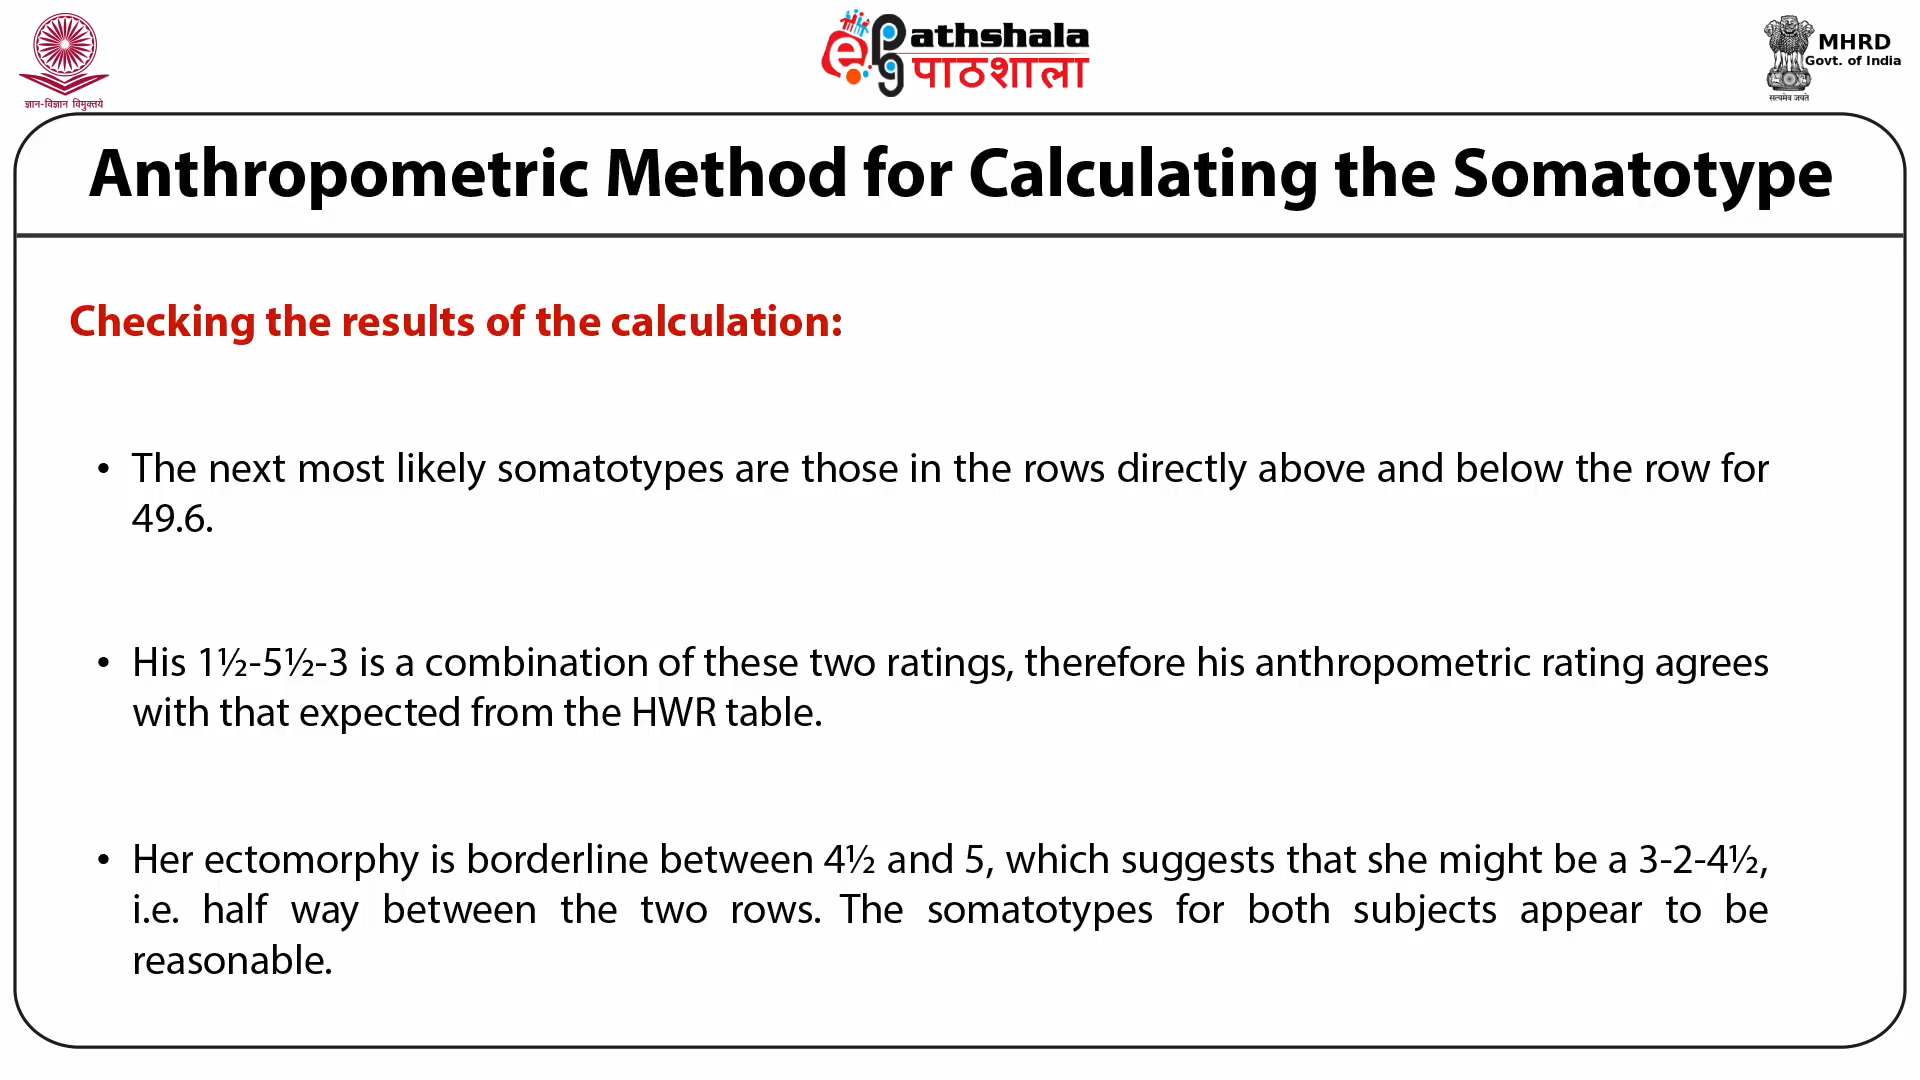 ज्ञान-विज्ञान विमुक्तये
e pg athshala
पाठशाला
MHRD
Govt. of India
सत्यमेव जयते
Anthropometric Method for Calculating the Somatotype
Checking the results of the calculation:
• The next most likely somatotypes are those in the rows directly above and below the row for
49.6.
• His 1½-5½-3 is a combination of these two ratings, therefore his anthropometric rating agrees
with that expected from the HWR table.
• Her ectomorphy is borderline between 4½ and 5, which suggests that she might be a 3-2-4½,
i.e. half way between the two rows. The somatotypes for both subjects appear to be
reasonable.